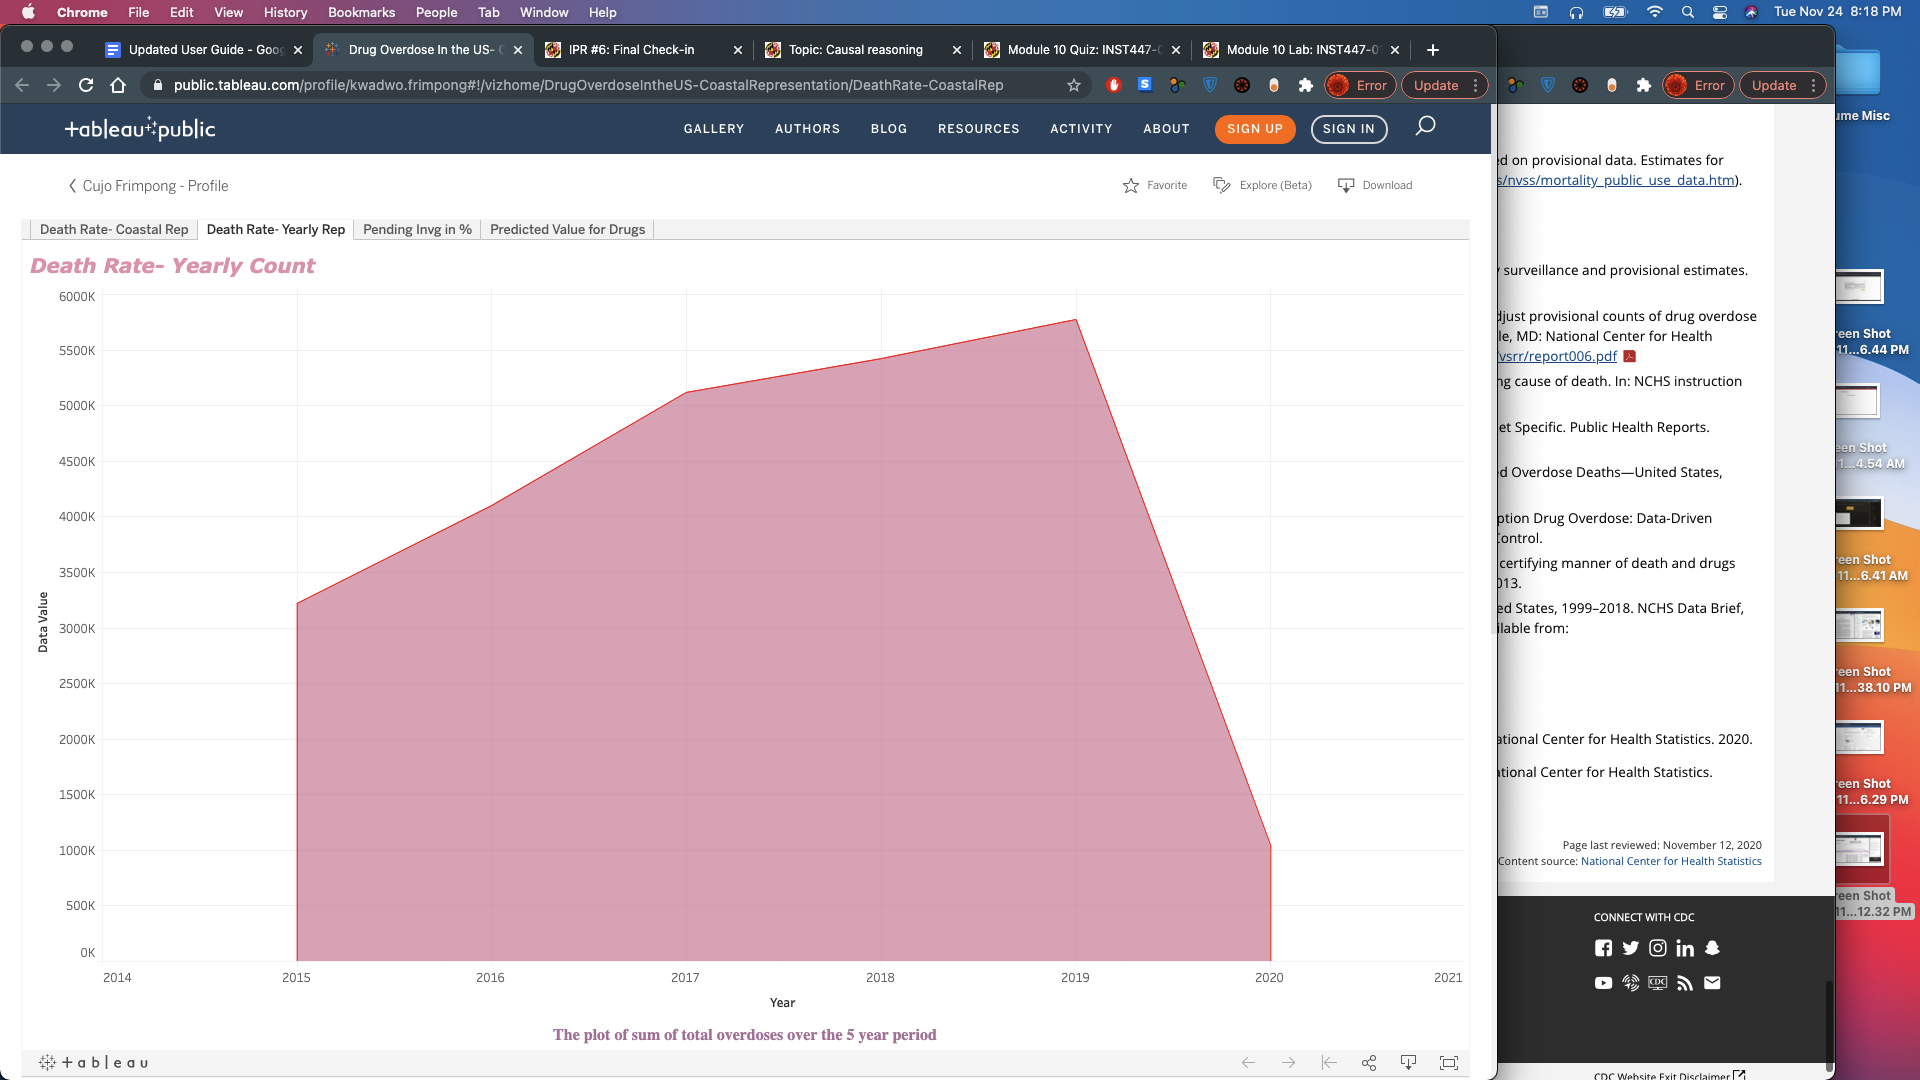 Chrome File Edit View History Bookmarks People Tab Window Help
Tue Nov 24 8:18 PM
Updated User Guide - Goog
Drug Overdose In the US-
IPR #6: Final Check-in
Topic: Causal reasoning
Module 10 Quiz: INST447-
Module 10 Lab: INST447-0
public.tableau.com/profile/kwadwo.frimpong#!/vizhome/DrugOverdoseIntheUS-CoastalRepresentation/DeathRate-CoastalRep
Error Update
Error Update
+ableau public
GALLERY AUTHORS BLOG RESOURCES ACTIVITY ABOUT SIGN UP SIGN IN
Cujo Frimpong - Profile
Favorite Explore (Beta) Download
Death Rate- Coastal Rep Death Rate- Yearly Rep Pending Invg in % Predicted Value for Drugs
Death Rate- Yearly Count
6000K
5500K
5000K
4500K
4000K
3500K
3000K
2500K
2000K
1500K
1000K
500K
0K
Data Value
2014 2015 2016 2017 2018 2019 2020 2021
Year
The plot of sum of total overdoses over the 5 year period
+ableau
ed on provisional data. Estimates for
s/nvss/mortality_public_use_data.htm).
y surveillance and provisional estimates.
djust provisional counts of drug overdose
le, MD: National Center for Health
/vsrr/report006.pdf
ng cause of death. In: NCHS instruction
et Specific. Public Health Reports.
ed Overdose Deaths—United States,
ption Drug Overdose: Data-Driven
Control.
certifying manner of death and drugs
013.
ed States, 1999–2018. NCHS Data Brief,
ilable from:
ational Center for Health Statistics. 2020.
ational Center for Health Statistics.
Page last reviewed: November 12, 2020
Content source: National Center for Health Statistics
CONNECT WITH CDC
CDC
CDC Website Exit Disclaimer
ume Misc
reen Shot
11...6.44 PM
een Shot
1...4.54 AM
reen Shot
11...6.41 AM
reen Shot
11...38.10 PM
reen Shot
11...6.29 PM
reen Shot
11...12.32 PM